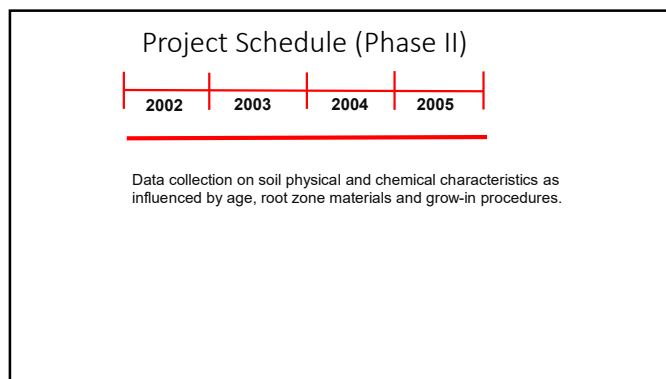 Project Schedule (Phase II)
2002 2003 2004 2005
Data collection on soil physical and chemical characteristics as
influenced by age, root zone materials and grow-in procedures.